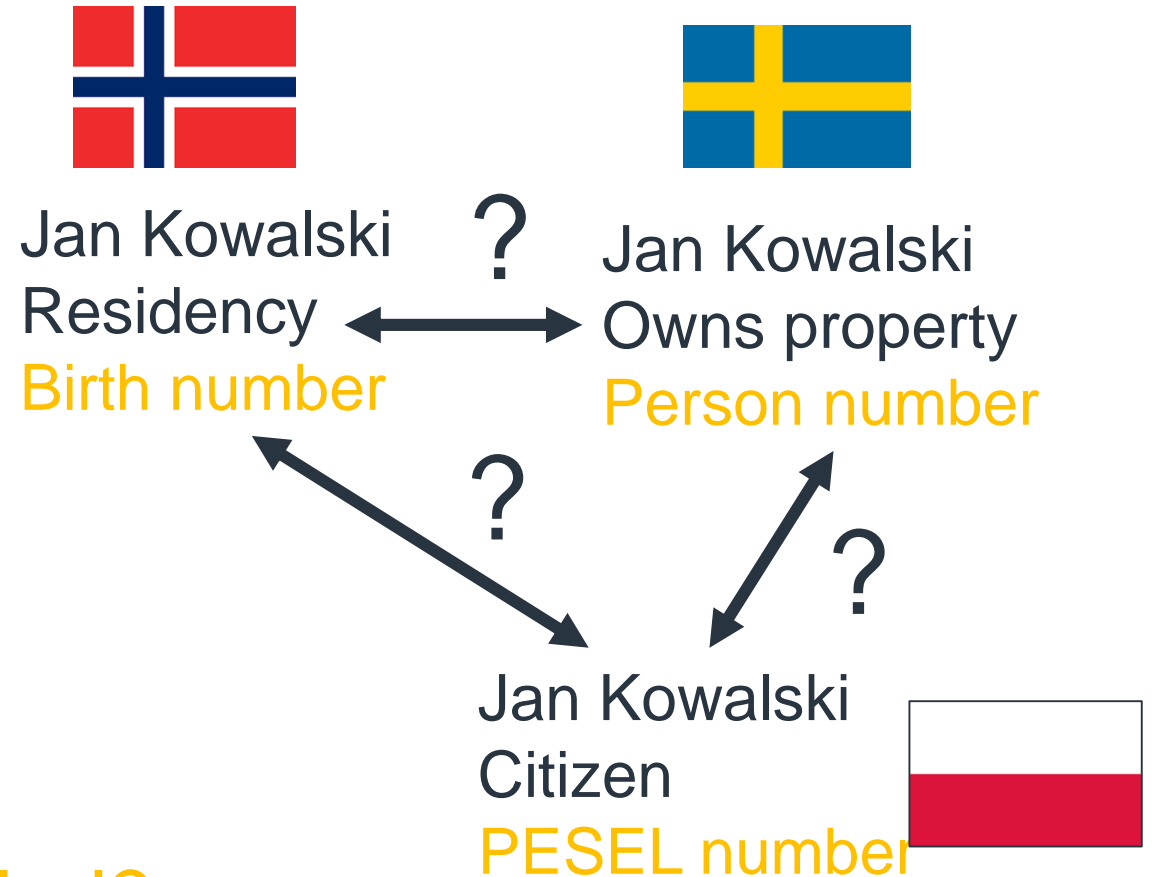 Jan Kowalski
Residency
Birth number
?
Jan Kowalski
Owns property
Person number
?
?
Jan Kowalski
Citizen
PESEL number